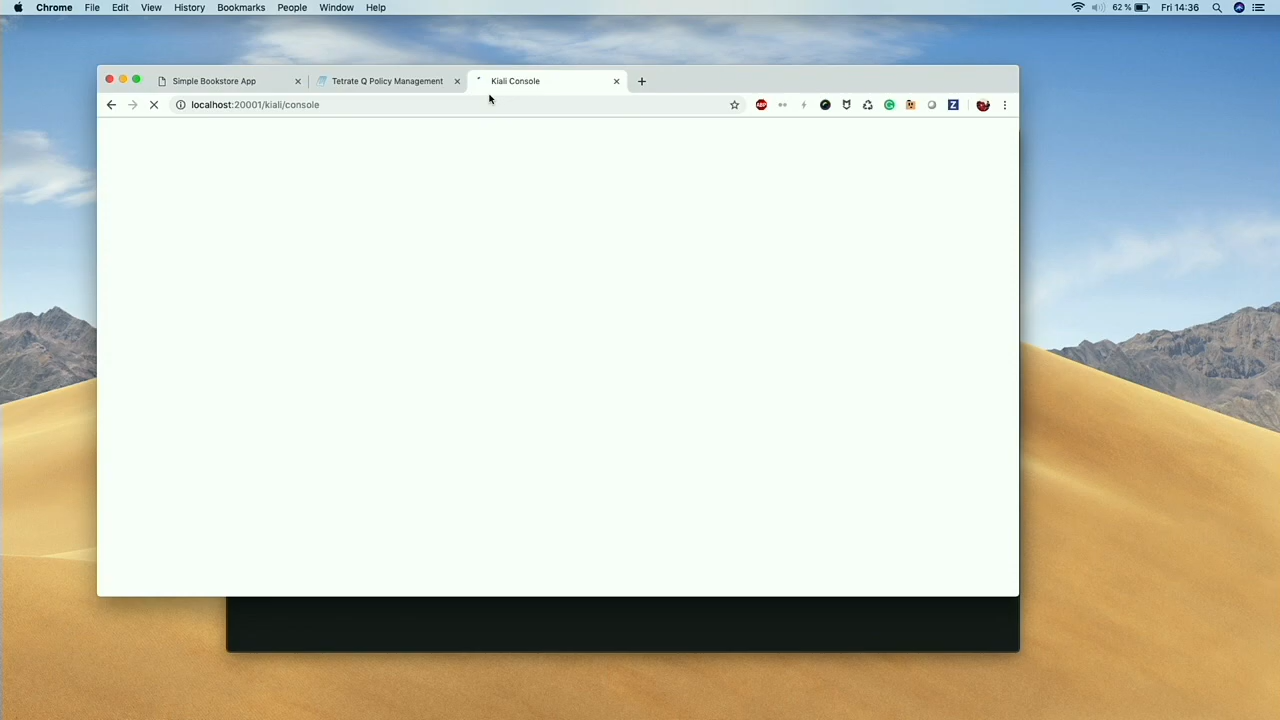 Chrome File Edit View History Bookmarks People Window Help 62 % Fri 14:36
Simple Bookstore App Tetrate Q Policy Management Kiali Console
localhost:20001/kiali/console ABP Z